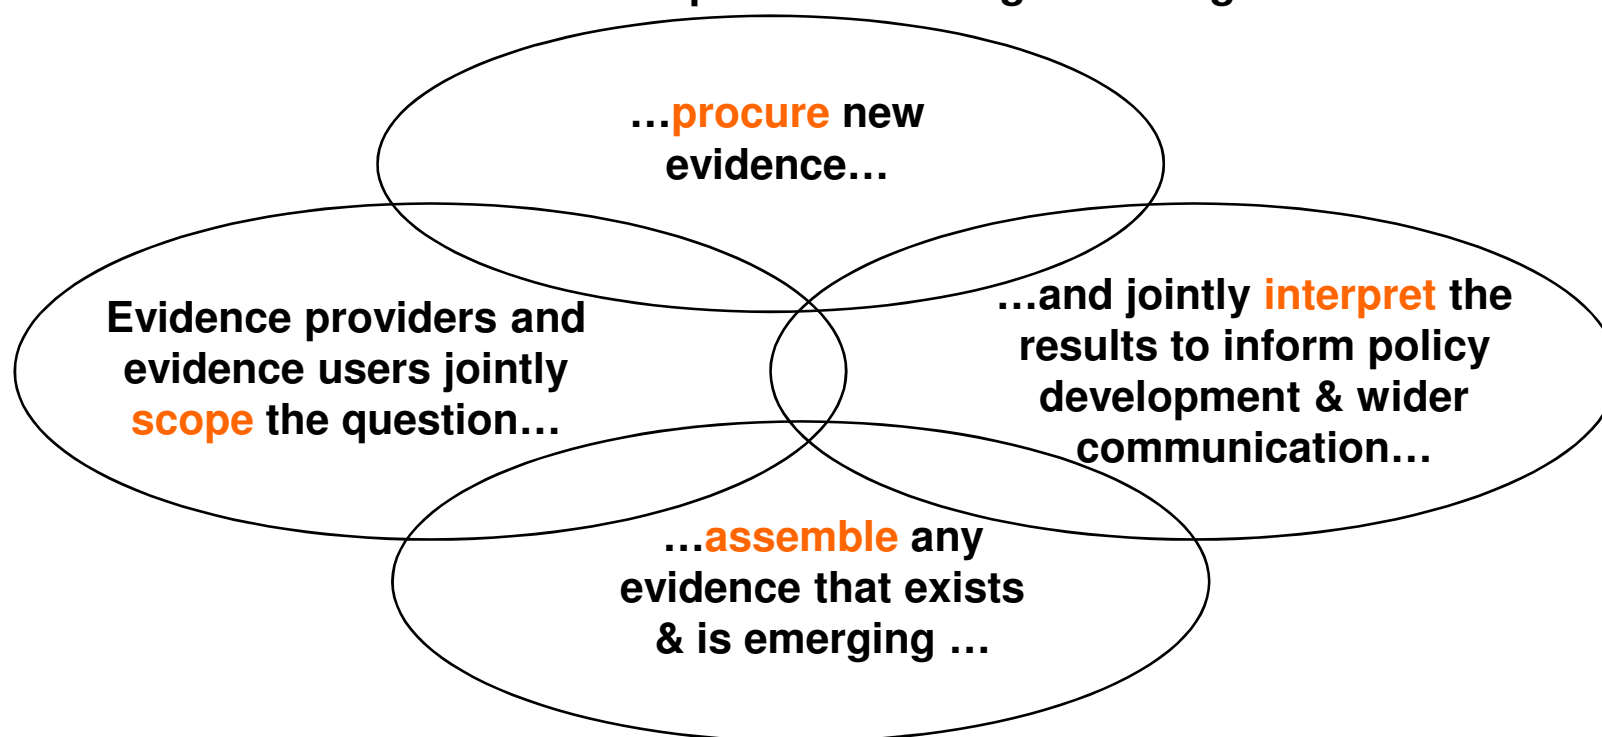 …procure new
evidence…
Evidence providers and
evidence users jointly
scope the question…
…and jointly interpret the
results to inform policy
development & wider
communication…
…assemble any
evidence that exists
& is emerging …